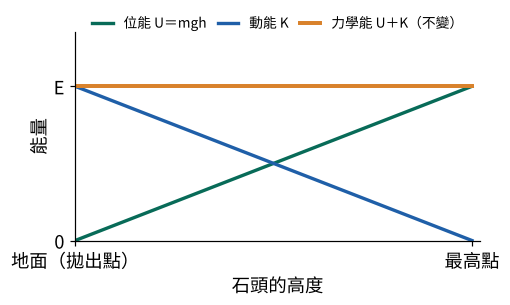 位能 U＝mgh 動能 K 力學能 U＋K（不變）
E
能量
0
地面（拋出點） 最高點
石頭的高度